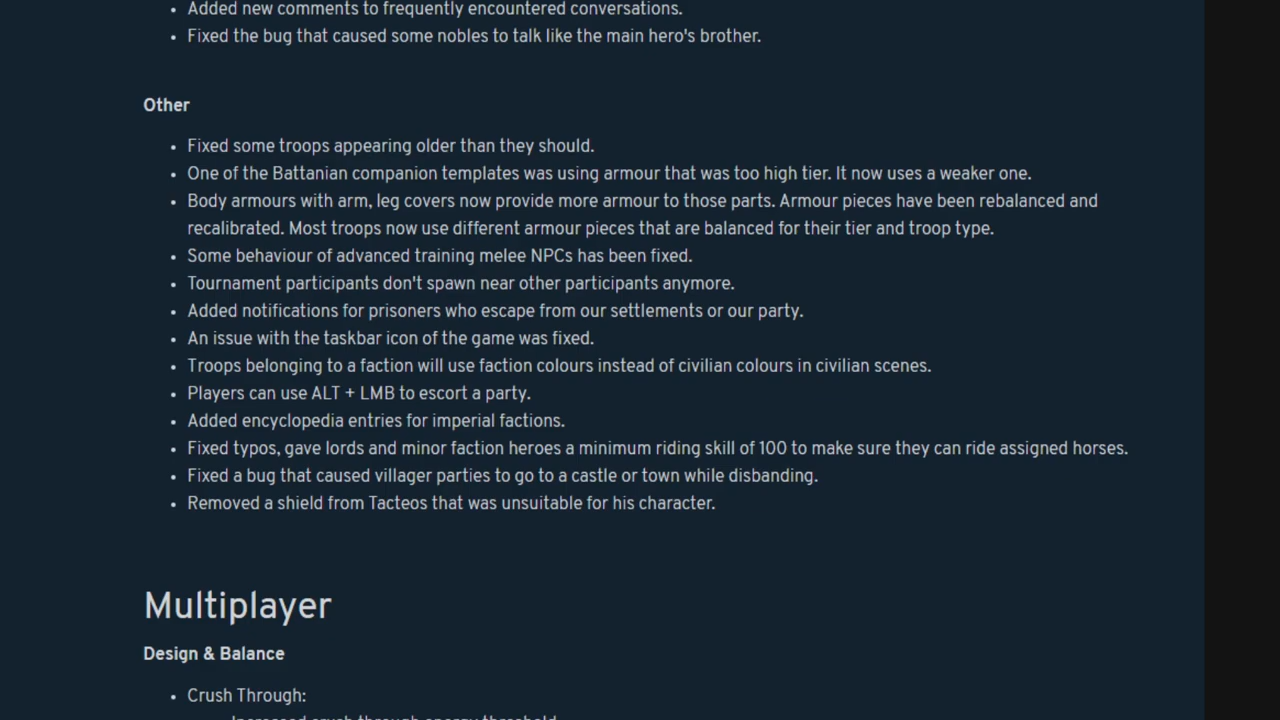 • Added new comments to frequently encountered conversations.
• Fixed the bug that caused some nobles to talk like the main hero's brother.
Other
• Fixed some troops appearing older than they should.
• One of the Battanian companion templates was using armour that was too high tier. It now uses a weaker one.
• Body armours with arm, leg covers now provide more armour to those parts. Armour pieces have been rebalanced and
recalibrated. Most troops now use different armour pieces that are balanced for their tier and troop type.
• Some behaviour of advanced training melee NPCs has been fixed.
• Tournament participants don't spawn near other participants anymore.
• Added notifications for prisoners who escape from our settlements or our party.
• An issue with the taskbar icon of the game was fixed.
• Troops belonging to a faction will use faction colours instead of civilian colours in civilian scenes.
• Players can use ALT + LMB to escort a party.
• Added encyclopedia entries for imperial factions.
• Fixed typos, gave lords and minor faction heroes a minimum riding skill of 100 to make sure they can ride assigned horses.
• Fixed a bug that caused villager parties to go to a castle or town while disbanding.
• Removed a shield from Tacteos that was unsuitable for his character.
Multiplayer
Design & Balance
• Crush Through:
Increased crush through energy threshold